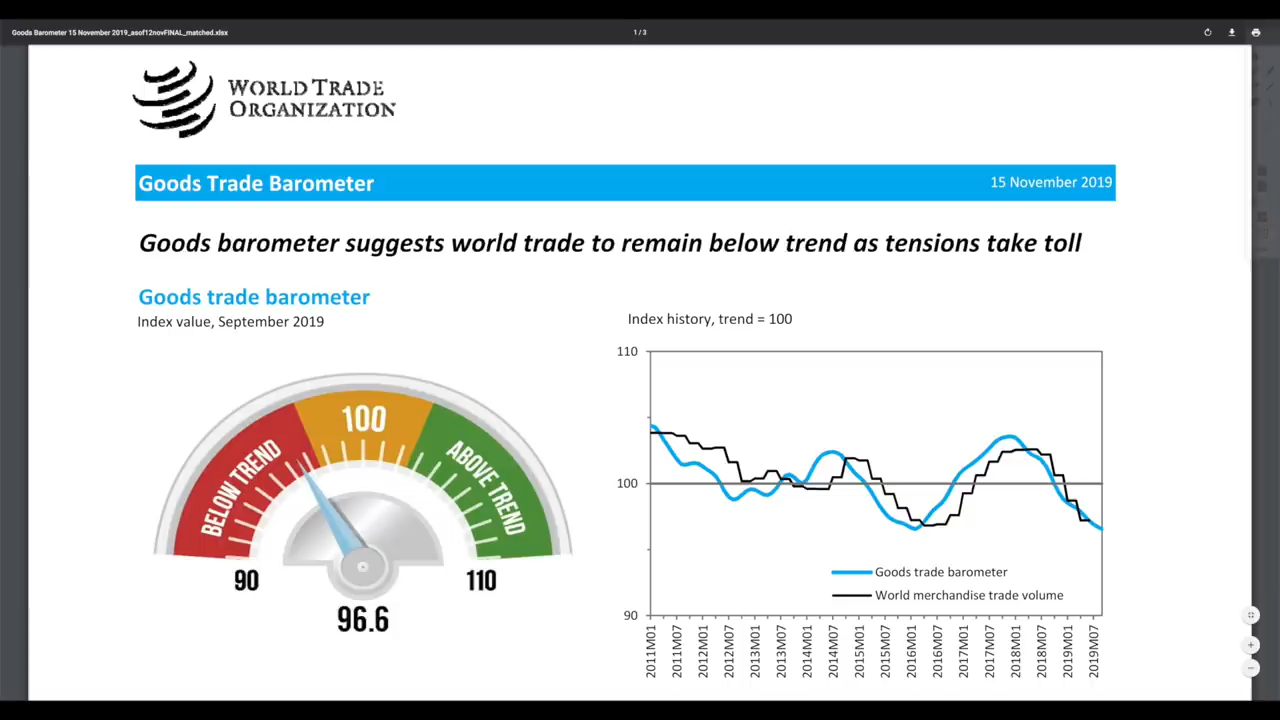 Goods Barometer 15 November 2019_asof12novFINAL_matched.xlsx
1 / 3
WORLD TRADE
ORGANIZATION
Goods Trade Barometer
15 November 2019
Goods barometer suggests world trade to remain below trend as tensions take toll
Goods trade barometer
Index value, September 2019
BELOW TREND
100
ABOVE TREND
90
110
96.6
Index history, trend = 100
110
100
90
Goods trade barometer
World merchandise trade volume
2011M01
2011M07
2012M01
2012M07
2013M01
2013M07
2014M01
2014M07
2015M01
2015M07
2016M01
2016M07
2017M01
2017M07
2018M01
2018M07
2019M01
2019M07